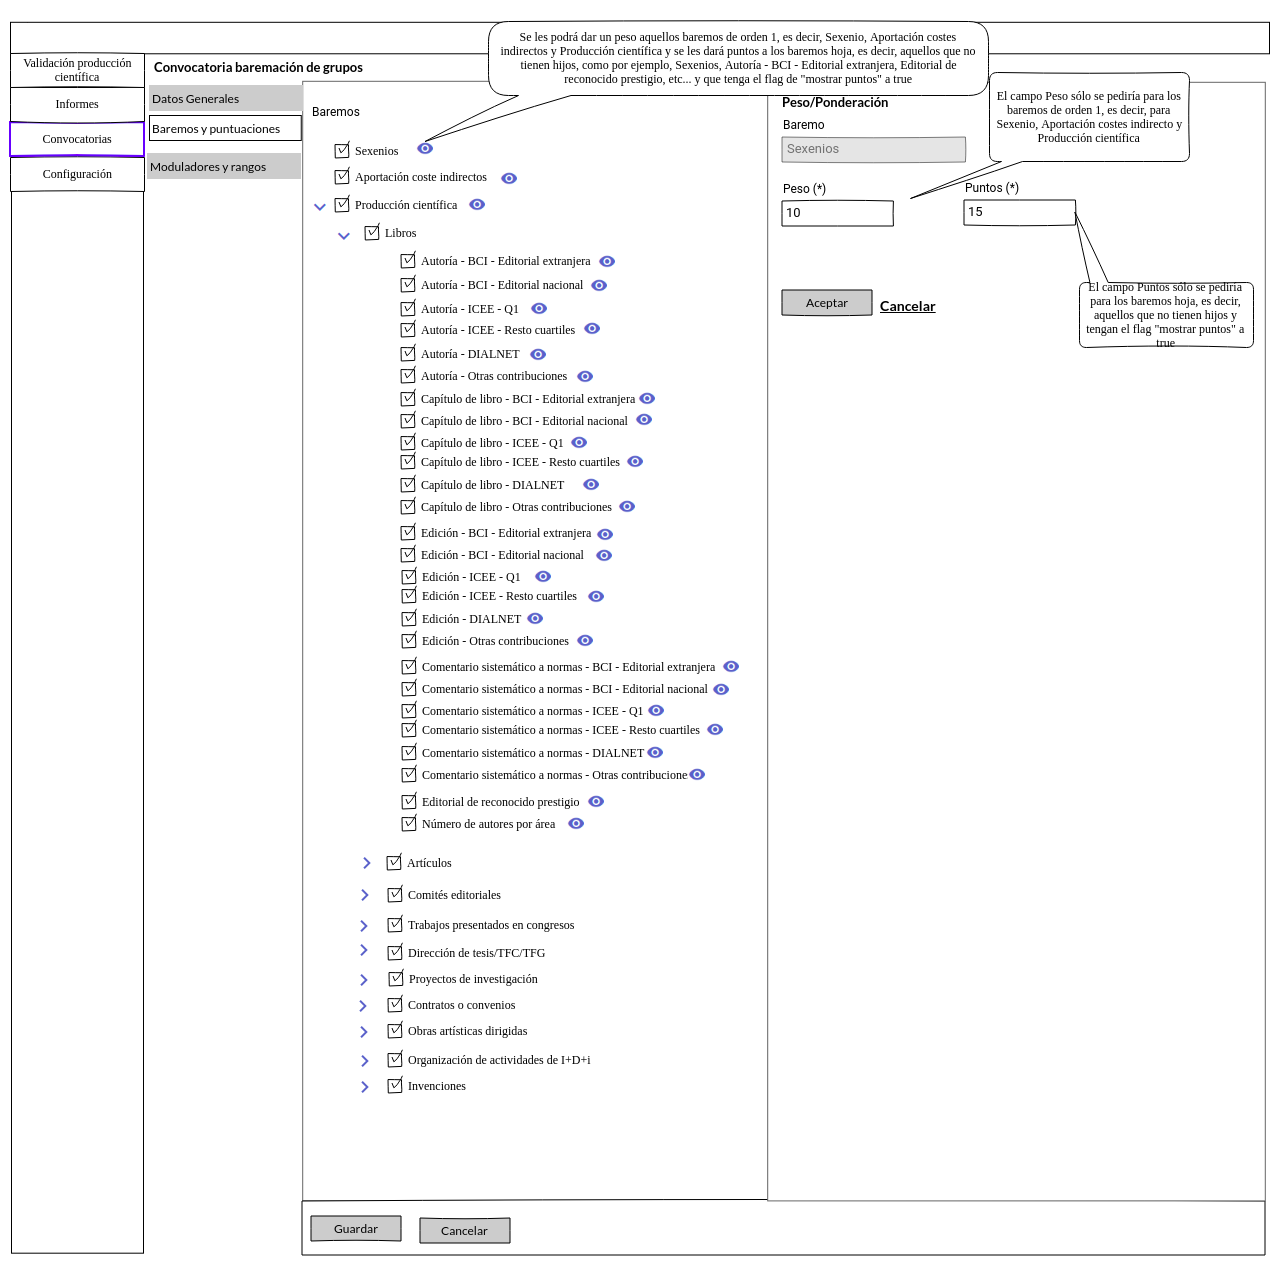 Se les podrá dar un peso aquellos baremos de orden 1, es decir, Sexenio, Aportación costes
indirectos y Producción científica y se les dará puntos a los baremos hoja, es decir, aquellos que no
tienen hijos, como por ejemplo, Sexenios, Autoría - BCI - Editorial extranjera, Editorial de
reconocido prestigio, etc... y que tenga el flag de "mostrar puntos" a true
Validación producción
científica
Informes
Convocatorias
Configuración
Convocatoria baremación de grupos
Datos Generales
Baremos y puntuaciones
Moduladores y rangos
Baremos
Sexenios
Aportación coste indirectos
Producción científica
Libros
Autoría - BCI - Editorial extranjera
Autoría - BCI - Editorial nacional
Autoría - ICEE - Q1
Autoría - ICEE - Resto cuartiles
Autoría - DIALNET
Autoría - Otras contribuciones
Capítulo de libro - BCI - Editorial extranjera
Capítulo de libro - BCI - Editorial nacional
Capítulo de libro - ICEE - Q1
Capítulo de libro - ICEE - Resto cuartiles
Capítulo de libro - DIALNET
Capítulo de libro - Otras contribuciones
Edición - BCI - Editorial extranjera
Edición - BCI - Editorial nacional
Edición - ICEE - Q1
Edición - ICEE - Resto cuartiles
Edición - DIALNET
Edición - Otras contribuciones
Comentario sistemático a normas - BCI - Editorial extranjera
Comentario sistemático a normas - BCI - Editorial nacional
Comentario sistemático a normas - ICEE - Q1
Comentario sistemático a normas - ICEE - Resto cuartiles
Comentario sistemático a normas - DIALNET
Comentario sistemático a normas - Otras contribucione
Editorial de reconocido prestigio
Número de autores por área
Artículos
Comités editoriales
Trabajos presentados en congresos
Dirección de tesis/TFC/TFG
Proyectos de investigación
Contratos o convenios
Obras artísticas dirigidas
Organización de actividades de I+D+i
Invenciones
Peso/Ponderación
Baremo
Sexenios
Peso (*)
10
Puntos (*)
15
Aceptar
Cancelar
El campo Peso sólo se pediría para los
baremos de orden 1, es decir, para
Sexenio, Aportación costes indirecto y
Producción científica
El campo Puntos sólo se pediría
para los baremos hoja, es decir,
aquellos que no tienen hijos y
tengan el flag "mostrar puntos" a
true
Guardar
Cancelar